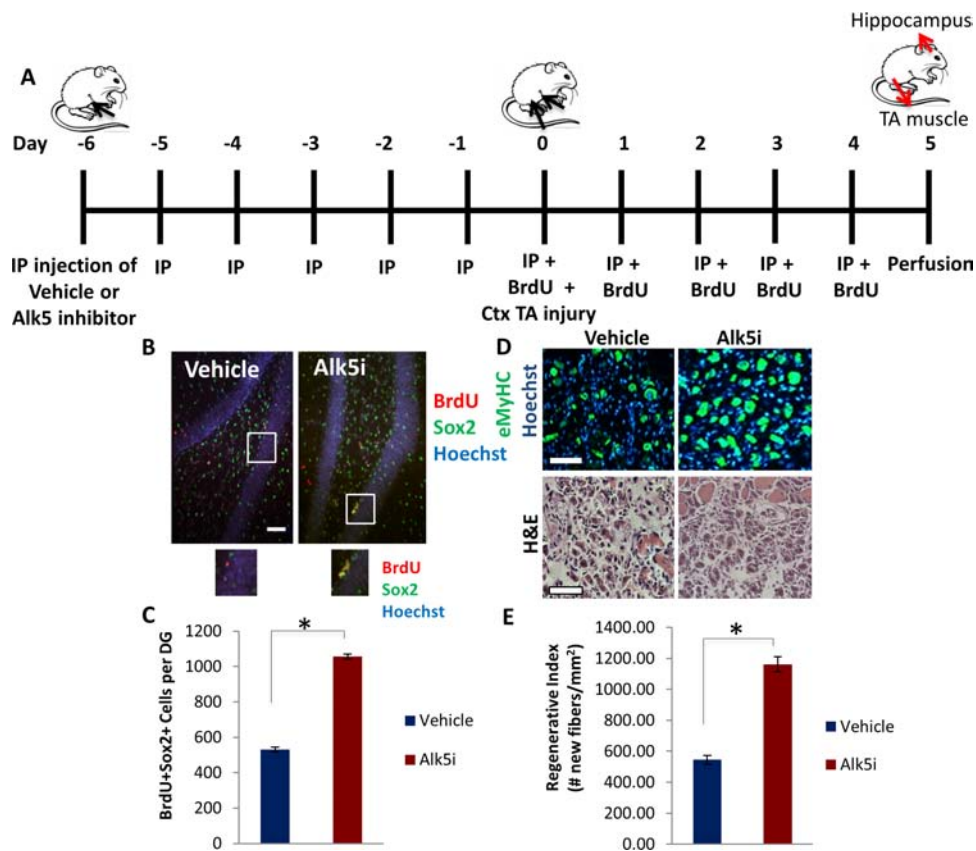 Hippocampus
A
TA muscle
Day -6 -5 -4 -3 -2 -1 0 1 2 3 4 5
IP injection of
Vehicle or
Alk5 inhibitor
IP
IP
IP
IP
IP
IP +
BrdU +
Ctx TA injury
IP +
BrdU
IP +
BrdU
IP +
BrdU
IP +
BrdU
Perfusion
B
Vehicle
Alk5i
BrdU
Sox2
Hoechst
BrdU
Sox2
Hoechst
D
Vehicle
Alk5i
eMyHC
Hoechst
H&E
C
BrdU+Sox2+ Cells per DG
1200
1000
800
600
400
200
0
*
Vehicle
Alk5i
E
Regenerative Index
(# new fibers/mm²)
1400.00
1200.00
1000.00
800.00
600.00
400.00
200.00
0.00
*
Vehicle
Alk5i